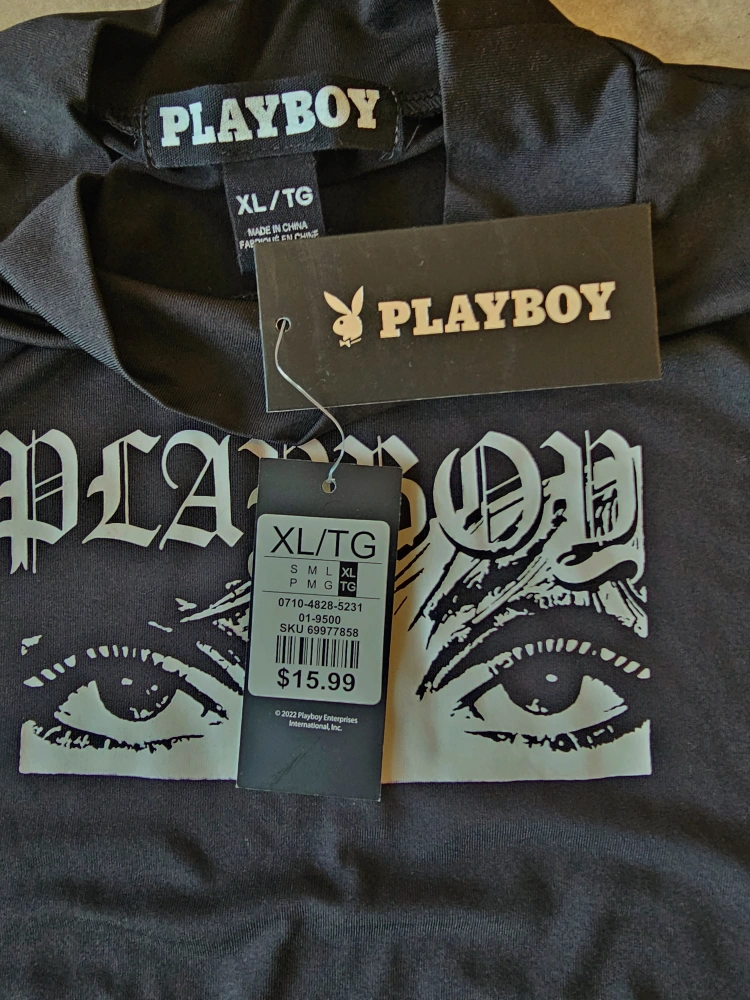 PLAYBOY
XL / TG
MADE IN CHINA
FABRIQUÉ EN CHINE
PLAYBOY
PLAYBOY
XL/TG
S M L XL
P M G TG
0710-4828-5231
01-9500
SKU 69977858
$15.99
© 2022 Playboy Enterprises
International, Inc.